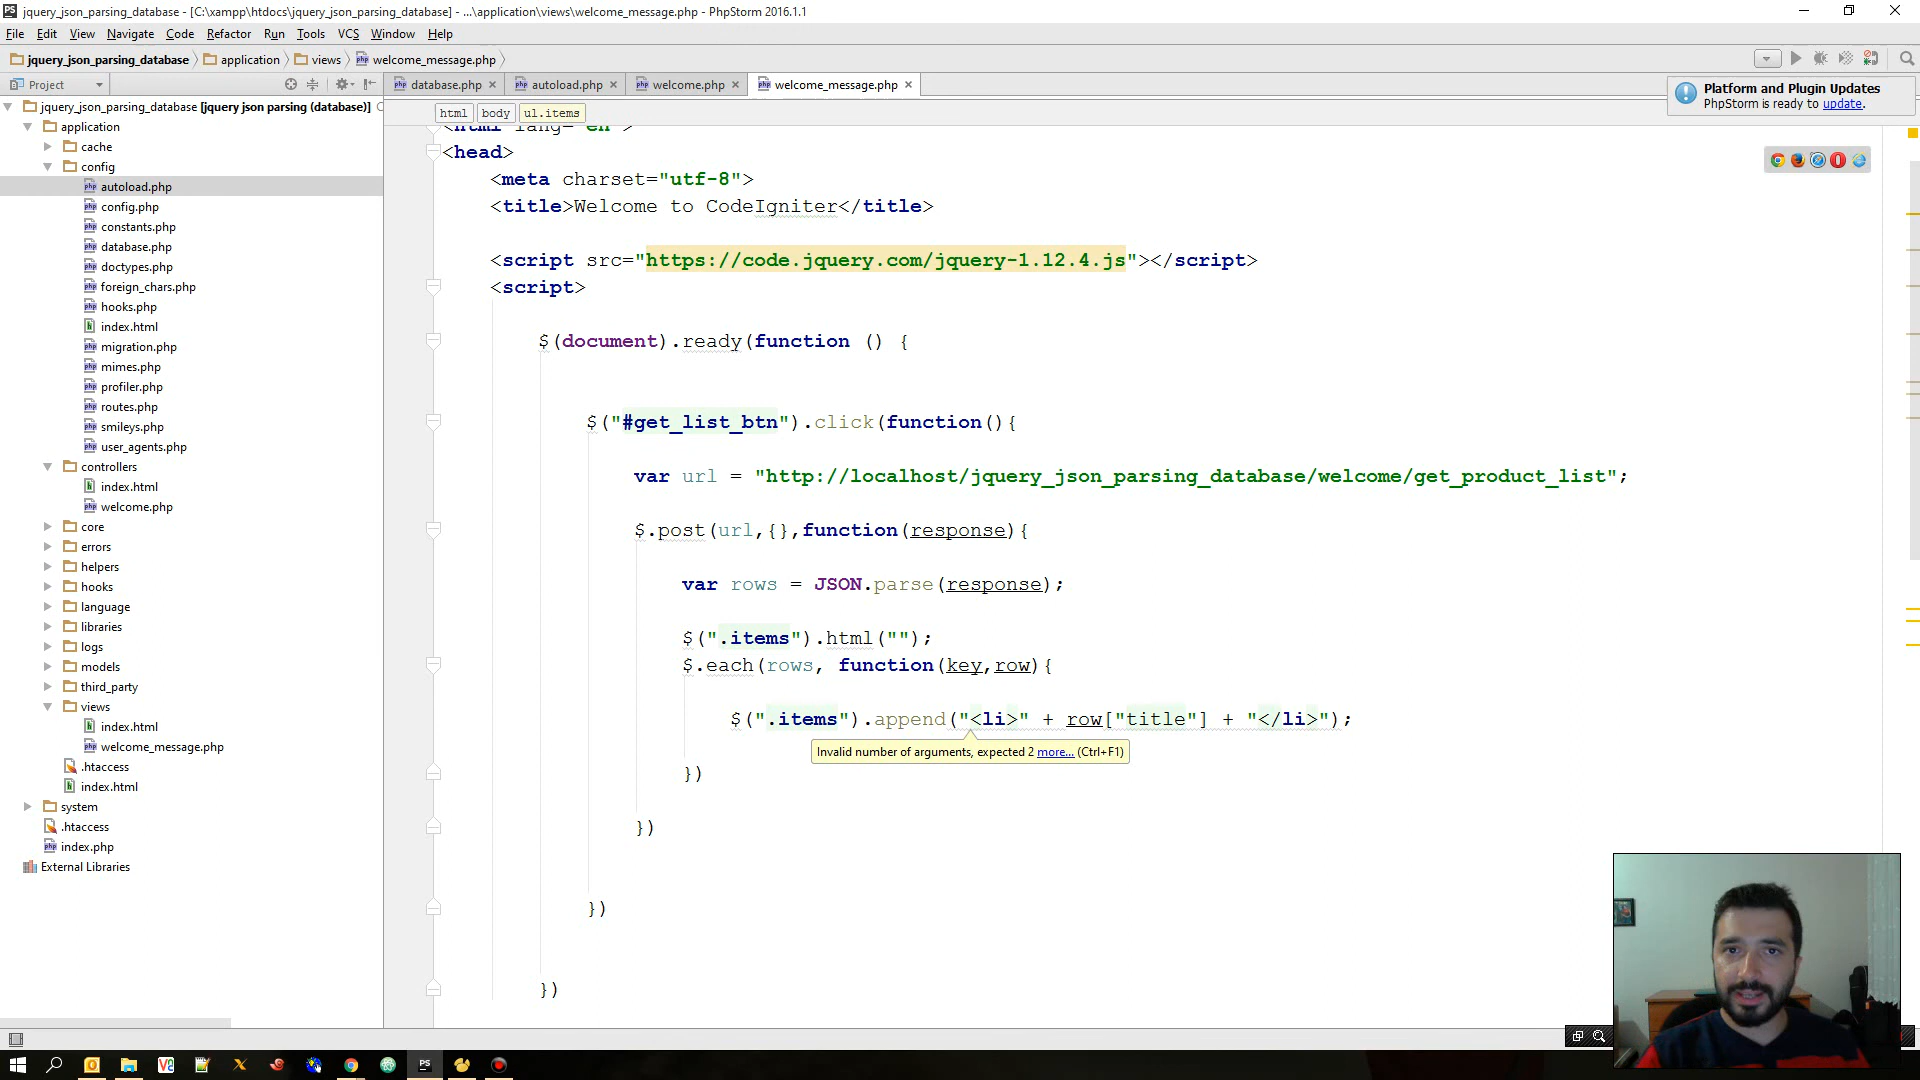 jquery_json_parsing_database - [C:\xampp\htdocs\jquery_json_parsing_database] - ...\application\views\welcome_message.php - PhpStorm 2016.1.1
File Edit View Navigate Code Refactor Run Tools VCS Window Help
jquery_json_parsing_database application views welcome_message.php
Project
database.php autoload.php welcome.php welcome_message.php
Platform and Plugin Updates
PhpStorm is ready to update.
html body ul.items
jquery_json_parsing_database [jquery json parsing (database)]
application
cache
config
autoload.php
config.php
constants.php
database.php
doctypes.php
foreign_chars.php
hooks.php
index.html
migration.php
mimes.php
profiler.php
routes.php
smileys.php
user_agents.php
controllers
index.html
welcome.php
core
errors
helpers
hooks
language
libraries
logs
models
third_party
views
index.html
welcome_message.php
.htaccess
index.html
system
.htaccess
index.php
External Libraries
<html lang="en">
<head>
<meta charset="utf-8">
<title>Welcome to CodeIgniter</title>
<script src="https://code.jquery.com/jquery-1.12.4.js"></script>
<script>
$(document).ready(function () {
$("#get_list_btn").click(function(){
var url = "http://localhost/jquery_json_parsing_database/welcome/get_product_list";
$.post(url,{},function(response){
var rows = JSON.parse(response);
$(".items").html("");
$.each(rows, function(key,row){
$(".items").append("<li>" + row["title"] + "</li>");
Invalid number of arguments, expected 2 more... (Ctrl+F1)
})
})
})
})